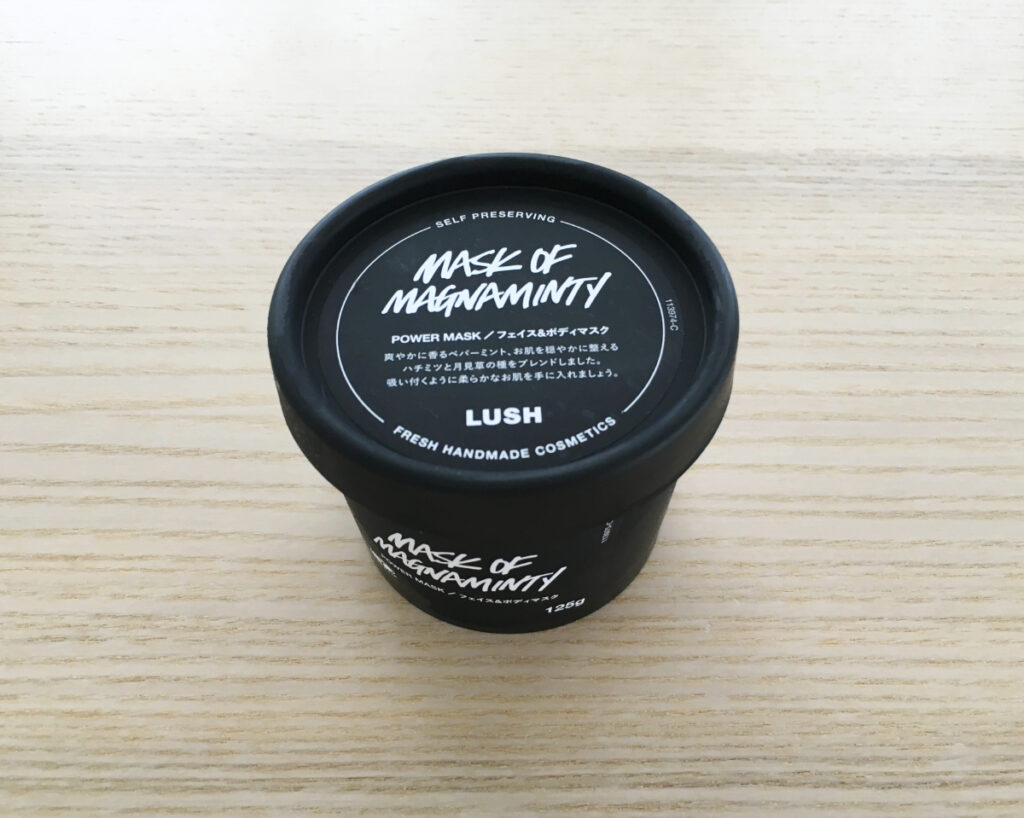 SELF PRESERVING
MASK OF
MAGNAMINTY
POWER MASK／フェイス&ボディマスク
爽やかに香るペパーミント、お肌を穏やかに整える
ハチミツと月見草の種をブレンドしました。
吸い付くように柔らかなお肌を手に入れましょう。
LUSH
FRESH HANDMADE COSMETICS
113974-C
MASK OF
MAGNAMINTY
POWER MASK／フェイス&ボディマスク
125g